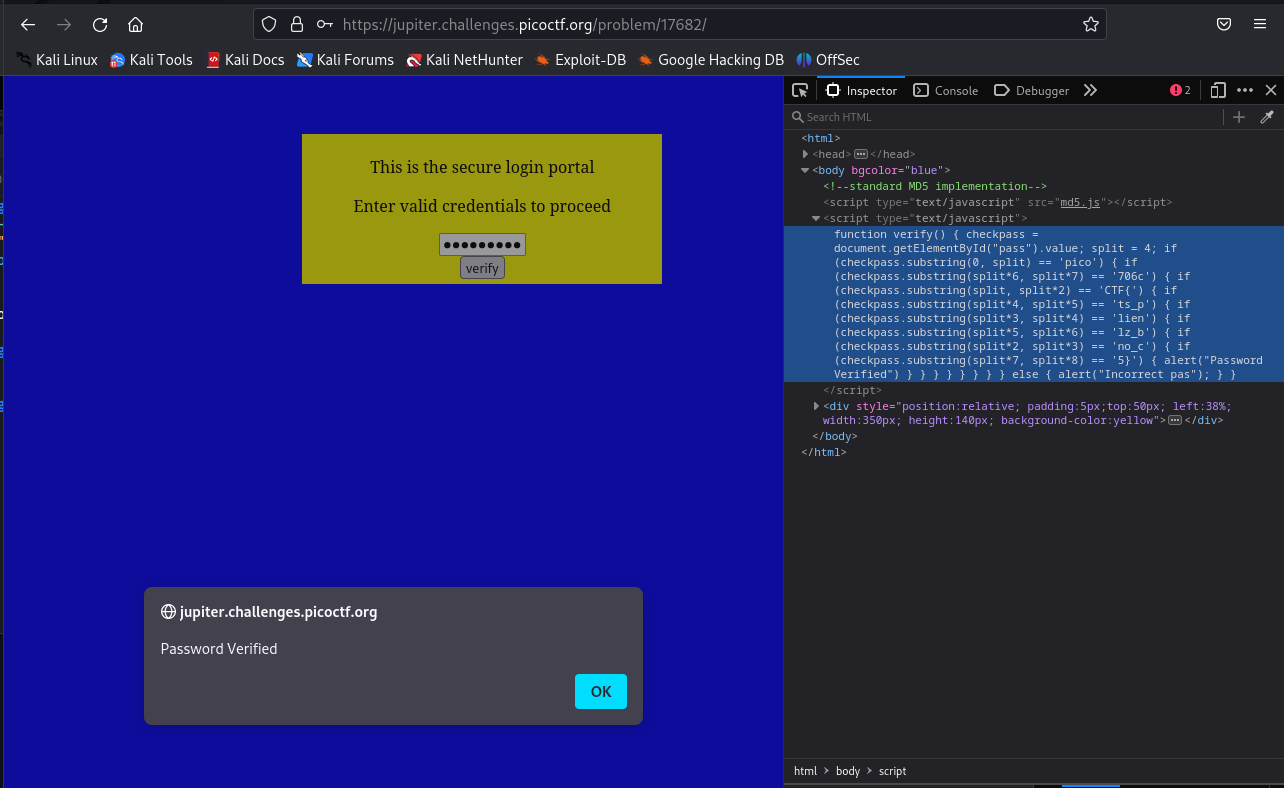 https://jupiter.challenges.picoctf.org/problem/17682/
Kali Linux Kali Tools Kali Docs Kali Forums Kali NetHunter Exploit-DB Google Hacking DB OffSec
This is the secure login portal
Enter valid credentials to proceed
●●●●●●●●●
verify
jupiter.challenges.picoctf.org
Password Verified
OK
Inspector Console Debugger 2
Search HTML
<html>
<head> ••• </head>
<body bgcolor="blue">
<!--standard MD5 implementation-->
<script type="text/javascript" src="md5.js"></script>
<script type="text/javascript">
function verify() { checkpass =
document.getElementById("pass").value; split = 4; if
(checkpass.substring(0, split) == 'pico') { if
(checkpass.substring(split*6, split*7) == '706c') { if
(checkpass.substring(split, split*2) == 'CTF{') { if
(checkpass.substring(split*4, split*5) == 'ts_p') { if
(checkpass.substring(split*3, split*4) == 'lien') { if
(checkpass.substring(split*5, split*6) == 'lz_b') { if
(checkpass.substring(split*2, split*3) == 'no_c') { if
(checkpass.substring(split*7, split*8) == '5}') { alert("Password
Verified") } } } } } } } } else { alert("Incorrect pas"); } }
</script>
<div style="position:relative; padding:5px;top:50px; left:38%;
width:350px; height:140px; background-color:yellow"> ••• </div>
</body>
</html>
html > body > script